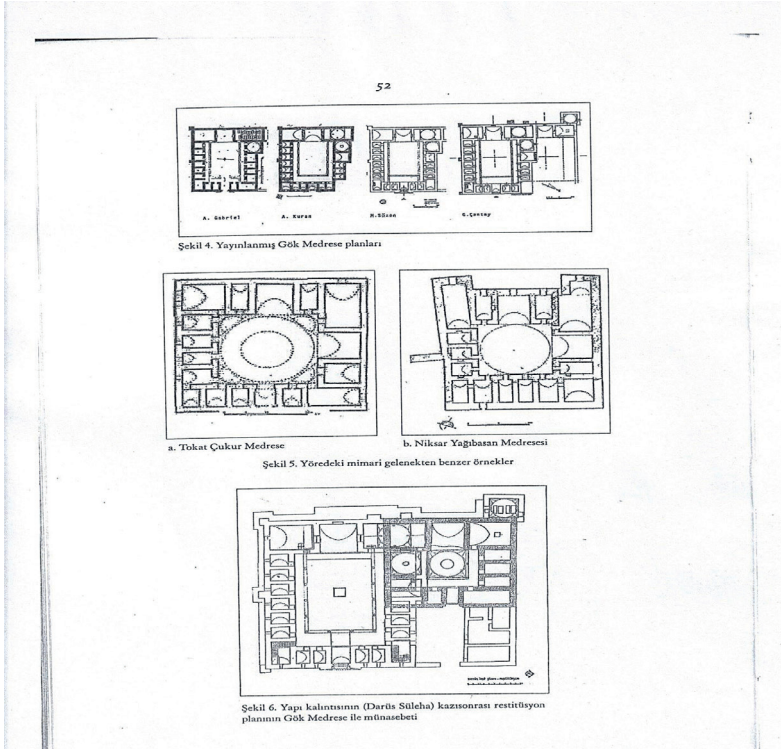 52
A. Gabriel
A. Kuran
M.Sözen
G.Cantay
Şekil 4. Yayınlanmış Gök Medrese planları
a. Tokat Çukur Medrese
b. Niksar Yağıbasan Medresesi
Şekil 5. Yöredeki mimari gelenekten benzer örnekler
Şekil 6. Yapı kalıntısının (Darüs Süleha) kazısonrası restitüsyon
planının Gök Medrese ile münasebeti